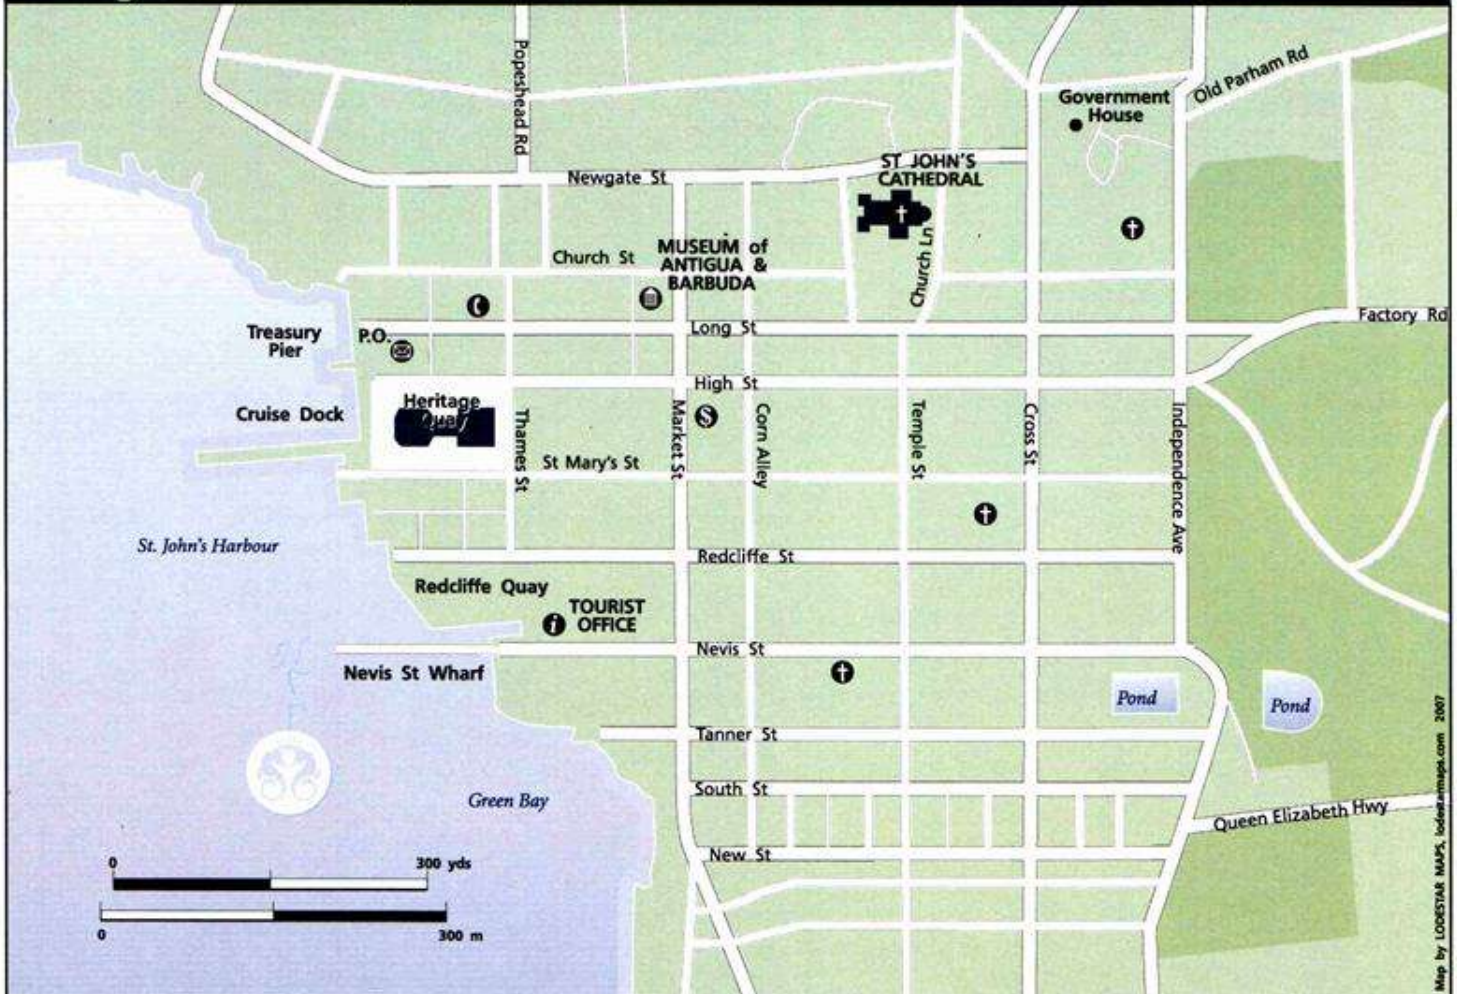 Popeshead Rd
Old Parham Rd
Government
House
ST JOHN'S
CATHEDRAL
Newgate St
MUSEUM of
ANTIGUA &
BARBUDA
Church St
Church Ln
Treasury
Pier
P.O.
Long St
Factory Rd
High St
Cruise Dock
Heritage
Quay
Thames St
Market St
$
Corn Alley
Temple St
Cross St
Independence Ave
St Mary's St
St. John's Harbour
Redcliffe St
Redcliffe Quay
i
TOURIST
OFFICE
Nevis St
Nevis St Wharf
Pond
Pond
Tanner St
South St
Green Bay
Queen Elizabeth Hwy
New St
0
300 yds
0
300 m
Map by LODESTAR MAPS, lodestarmaps.com 2007